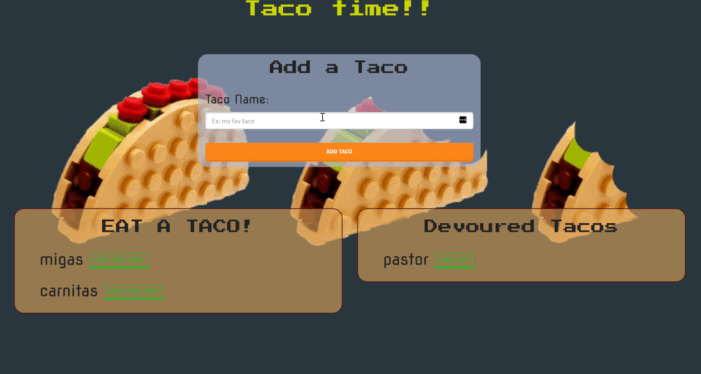 Taco time!!
Add a Taco
Taco Name:
Ex: my fav taco
ADD TACO
EAT A TACO!
migas
carnitas
Devoured Tacos
pastor